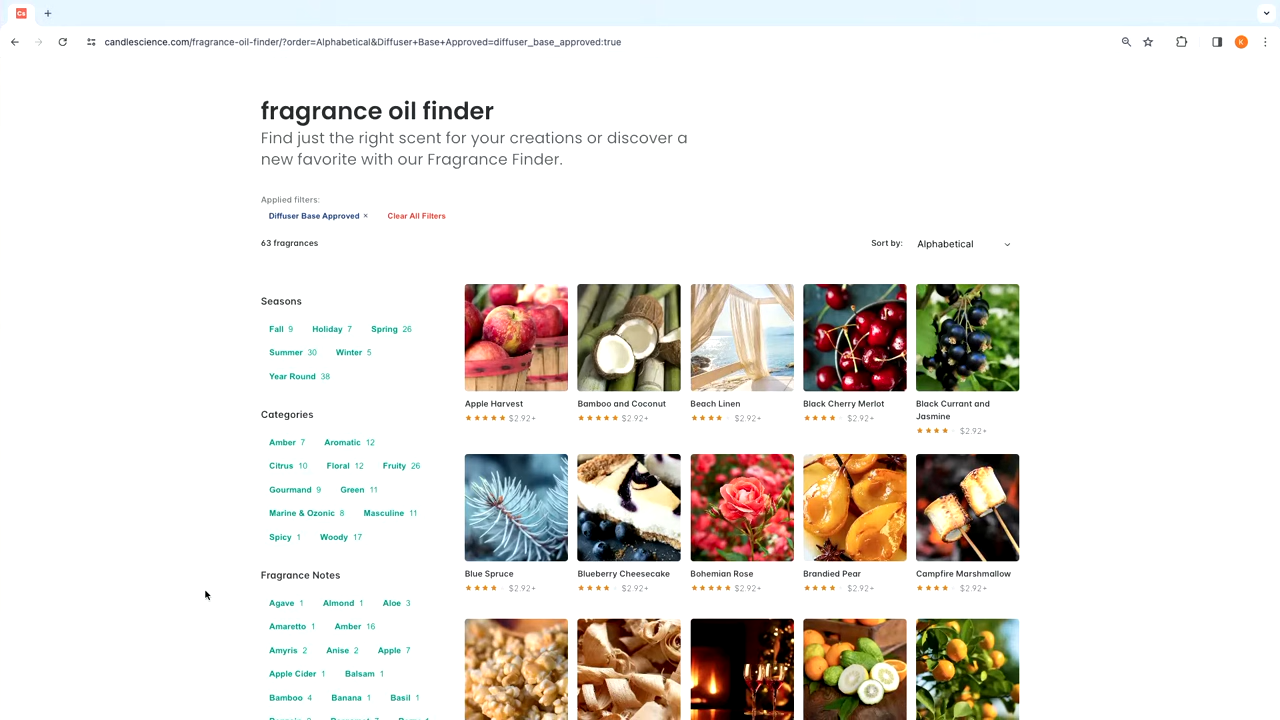 Cs
candlescience.com/fragrance-oil-finder/?order=Alphabetical&Diffuser+Base+Approved=diffuser_base_approved:true
K
fragrance oil finder
Find just the right scent for your creations or discover a
new favorite with our Fragrance Finder.
Applied filters:
Diffuser Base Approved × Clear All Filters
63 fragrances
Sort by: Alphabetical
Seasons
Fall 9 Holiday 7 Spring 26
Summer 30 Winter 5
Year Round 38
Categories
Amber 7 Aromatic 12
Citrus 10 Floral 12 Fruity 26
Gourmand 9 Green 11
Marine & Ozonic 8 Masculine 11
Spicy 1 Woody 17
Fragrance Notes
Agave 1 Almond 1 Aloe 3
Amaretto 1 Amber 16
Amyris 2 Anise 2 Apple 7
Apple Cider 1 Balsam 1
Bamboo 4 Banana 1 Basil 1
Apple Harvest
$2.92+
Bamboo and Coconut
$2.92+
Beach Linen
$2.92+
Black Cherry Merlot
$2.92+
Black Currant and
Jasmine
$2.92+
Blue Spruce
$2.92+
Blueberry Cheesecake
$2.92+
Bohemian Rose
$2.92+
Brandied Pear
$2.92+
Campfire Marshmallow
$2.92+